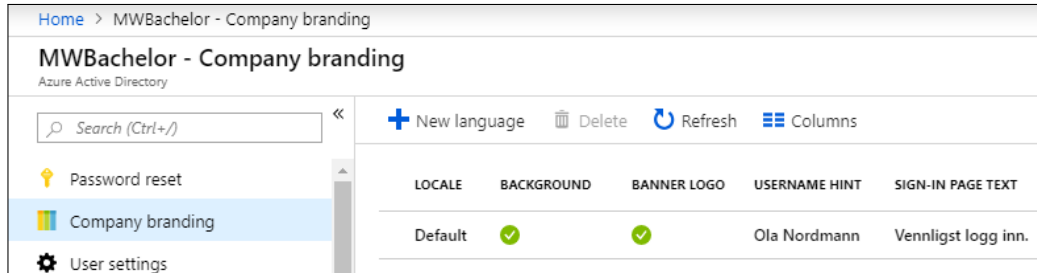 Home > MWBachelor - Company branding
MWBachelor - Company branding
Azure Active Directory
Search (Ctrl+/)
«
New language Delete Refresh Columns
Password reset
Company branding
User settings
LOCALE BACKGROUND BANNER LOGO USERNAME HINT SIGN-IN PAGE TEXT
Default Ola Nordmann Vennligst logg inn.